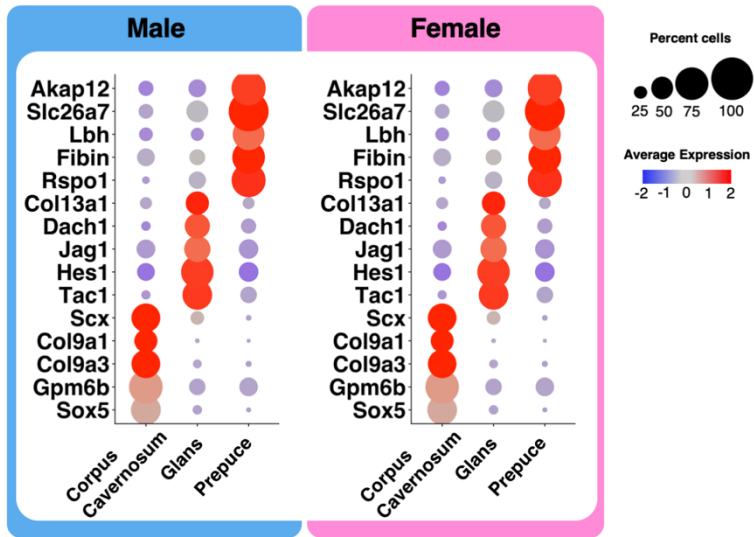 Male
Akap12
Slc26a7
Lbh
Fibin
Rspo1
Col13a1
Dach1
Jag1
Hes1
Tac1
Scx
Col9a1
Col9a3
Gpm6b
Sox5
Corpus
Cavernosum
Glans
Prepuce
Female
Akap12
Slc26a7
Lbh
Fibin
Rspo1
Col13a1
Dach1
Jag1
Hes1
Tac1
Scx
Col9a1
Col9a3
Gpm6b
Sox5
Corpus
Cavernosum
Glans
Prepuce
Percent cells
25 50 75 100
Average Expression
-2 -1 0 1 2